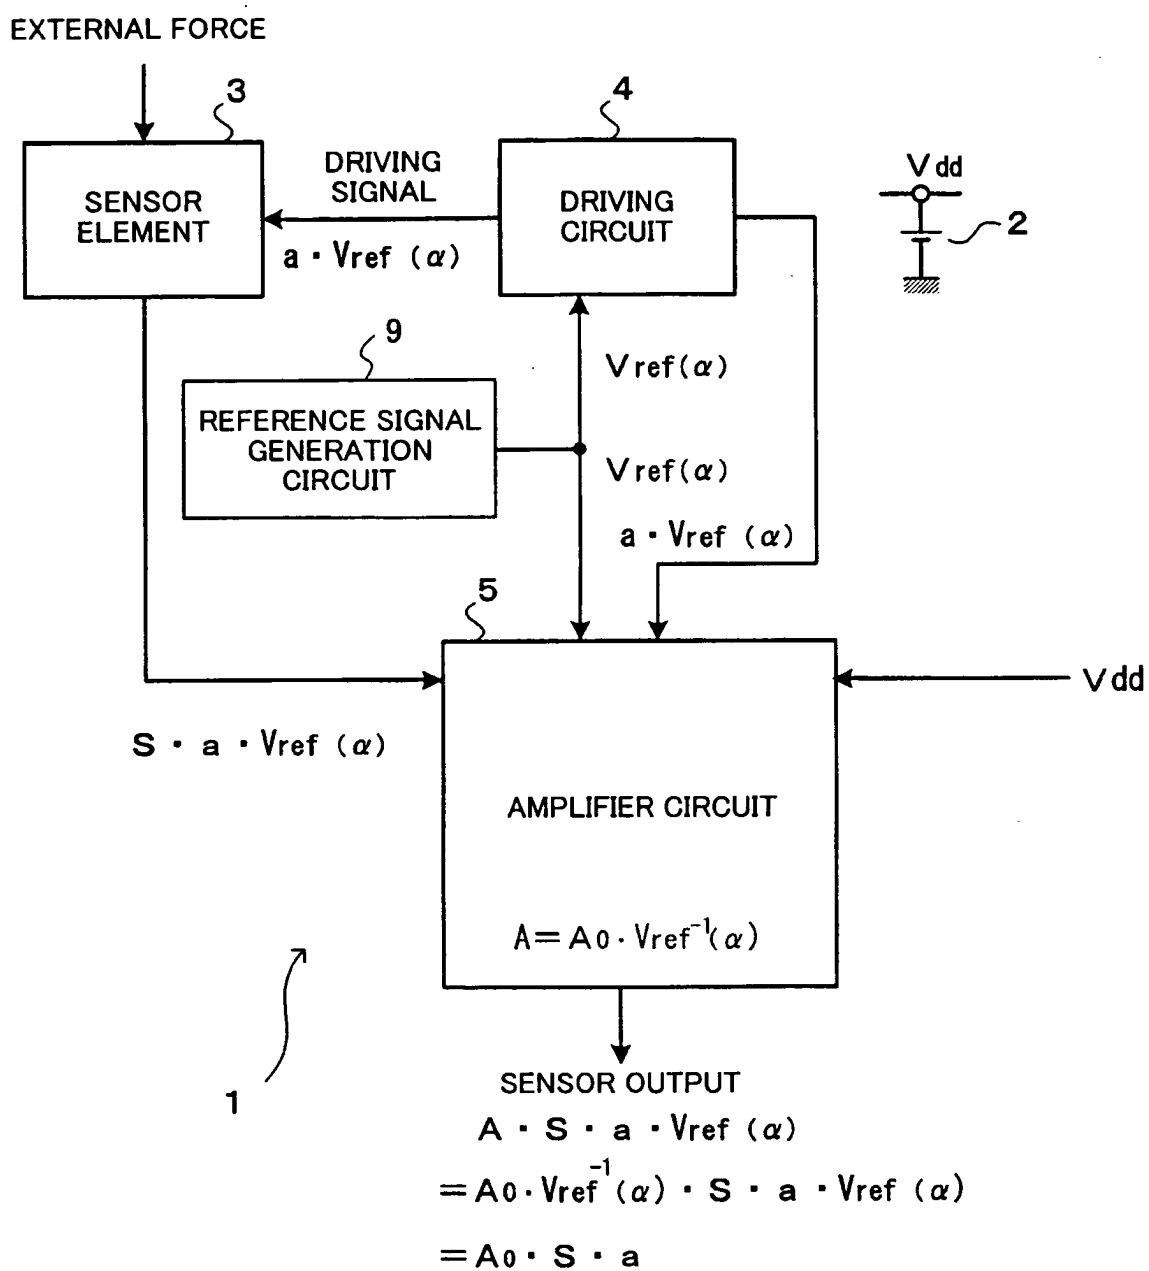 EXTERNAL FORCE
3
4
SENSOR
ELEMENT
DRIVING
SIGNAL
a・Vref (α)
DRIVING
CIRCUIT
Vdd
2
9
REFERENCE SIGNAL
GENERATION
CIRCUIT
Vref(α)
Vref(α)
a・Vref (α)
5
Vdd
S・a・Vref (α)
AMPLIFIER CIRCUIT
A=A0・Vref⁻¹(α)
1
SENSOR OUTPUT
A・S・a・Vref (α)
=A0・Vref⁻¹(α)・S・a・Vref (α)
=A0・S・a